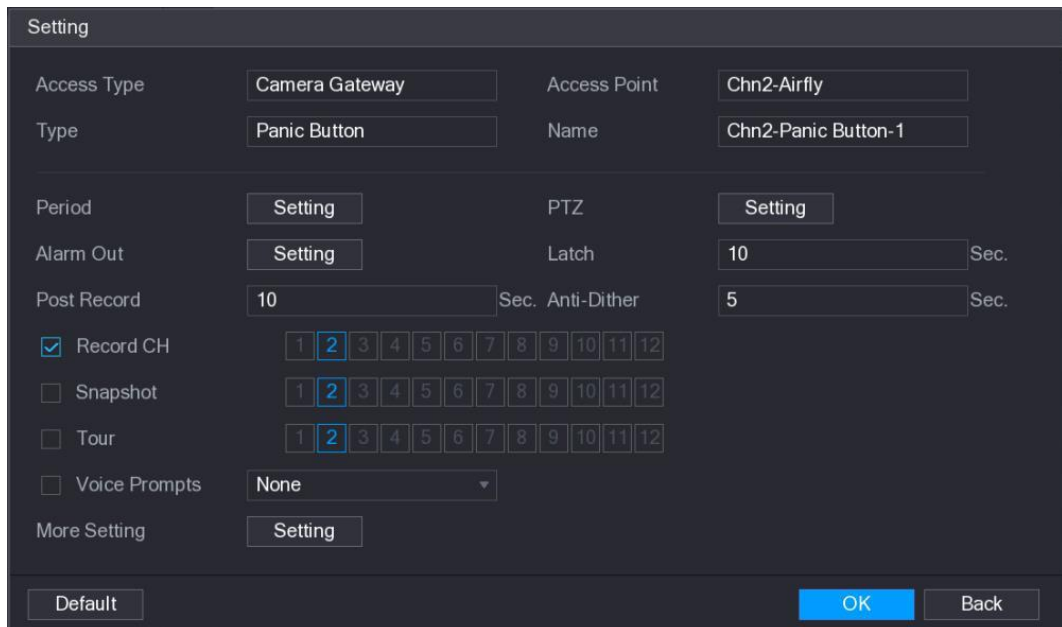 Setting
Access Type Camera Gateway Access Point Chn2-Airfly
Type Panic Button Name Chn2-Panic Button-1
Period Setting PTZ Setting
Alarm Out Setting Latch 10 Sec.
Post Record 10 Sec. Anti-Dither 5 Sec.
Record CH 1 2 3 4 5 6 7 8 9 10 11 12
Snapshot 1 2 3 4 5 6 7 8 9 10 11 12
Tour 1 2 3 4 5 6 7 8 9 10 11 12
Voice Prompts None
More Setting Setting
Default OK Back